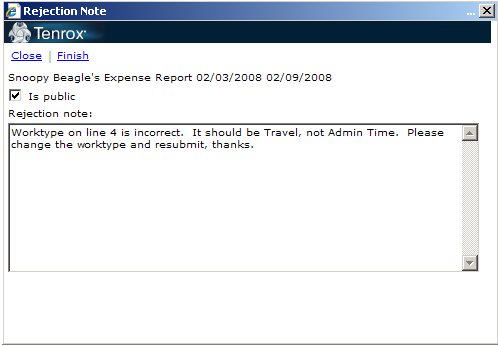 Rejection Note
...
Tenrox
Close | Finish
Snoopy Beagle's Expense Report 02/03/2008 02/09/2008
Is public
Rejection note:
Worktype on line 4 is incorrect.  It should be Travel, not Admin Time.  Please
change the worktype and resubmit, thanks.